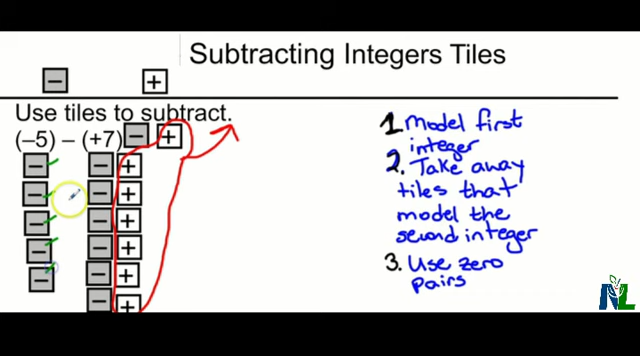 Subtracting Integers Tiles
− +
Use tiles to subtract.
(−5) − (+7) − +
− − +
− − +
− − +
− − +
− − +
− +
1 Model first
integer
2. Take away
tiles that
model the
second integer
3. Use zero
pairs
NL